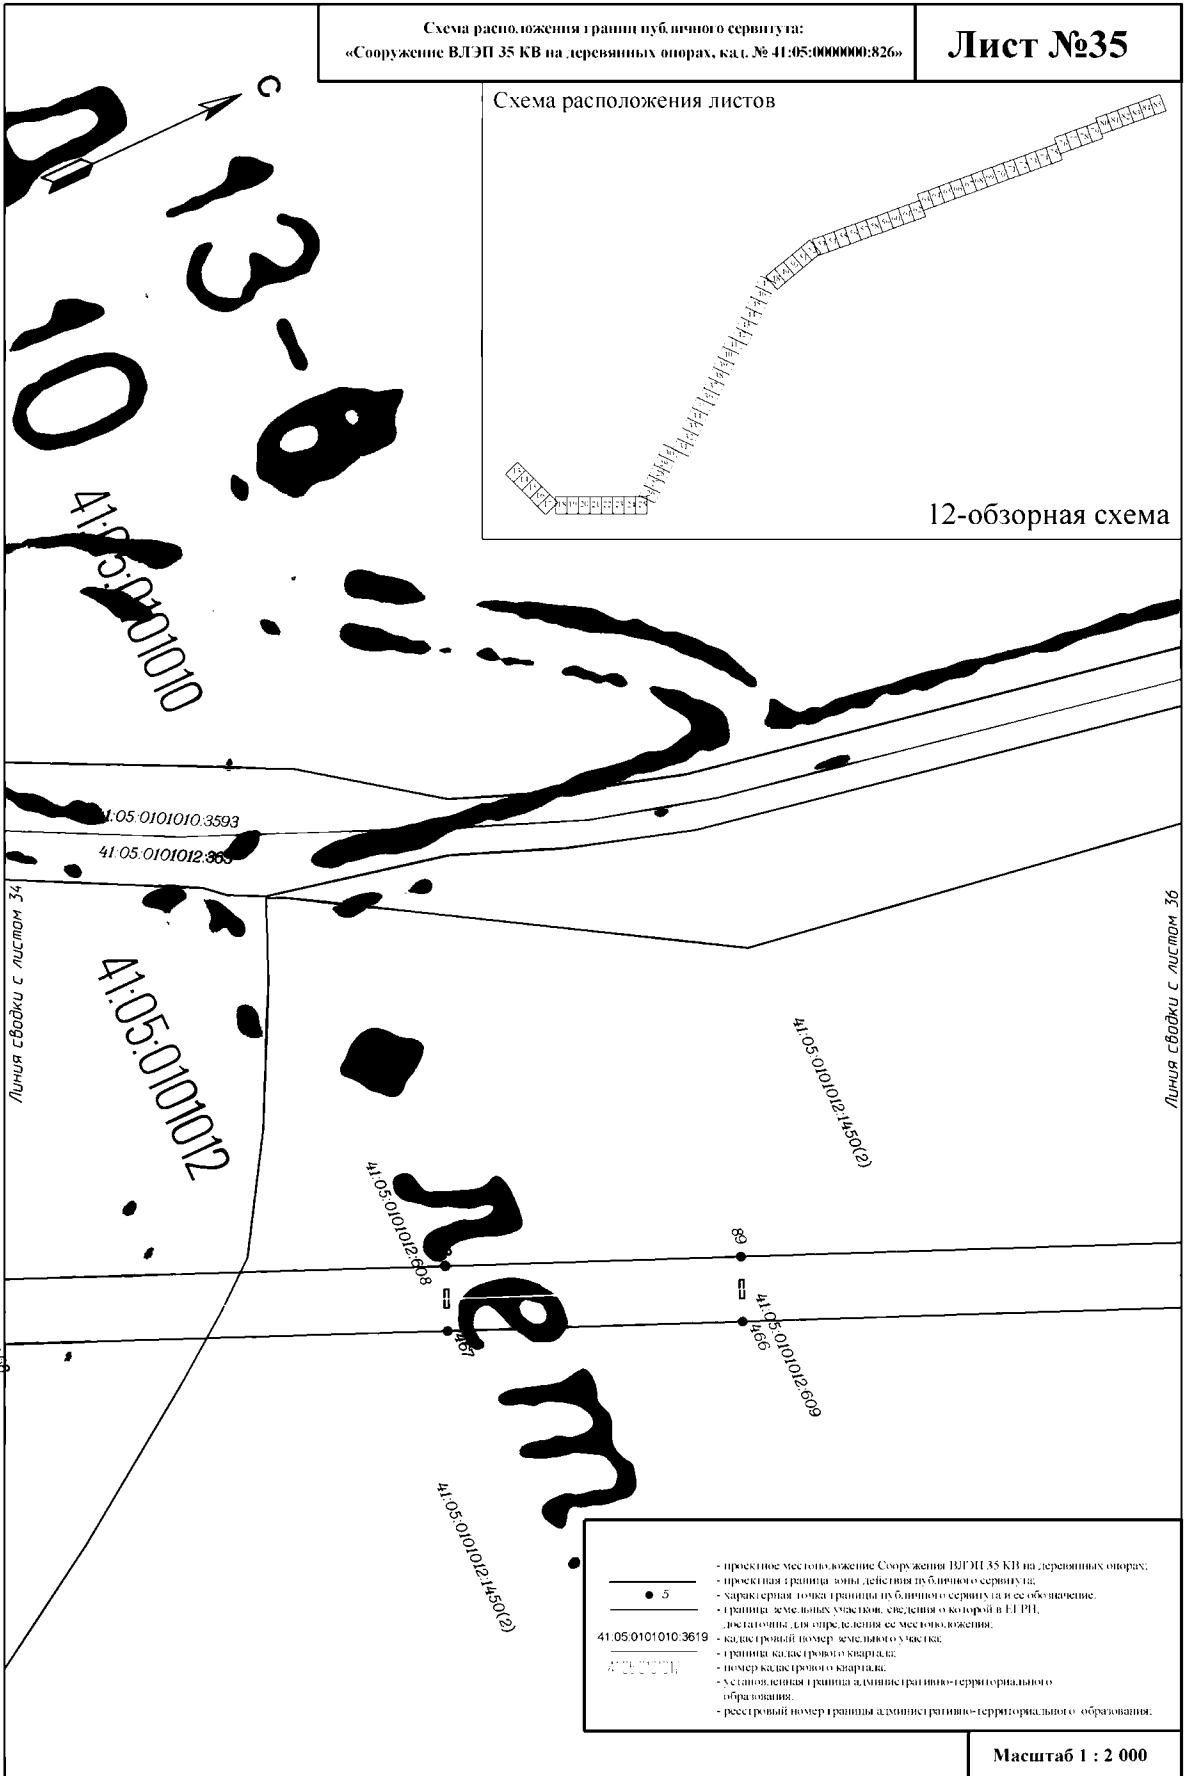 Схема расположения границ публичного сервитута:
«Сооружение ВЛЭП 35 КВ на деревянных опорах, кад. № 41:05:0000000:826»
Лист №35
С
Схема расположения листов
12-обзорная схема
13-8
10
41:05:0101010
41:05:0101010:3593
41:05:0101012:363
Линия сводки с листом 34
Линия сводки с листом 36
41:05:0101012
41:05:0101012:1450(2)
41:05:0101012:608
89
467
466
41:05:0101012:609
лет
41:05:0101012:1450(2)
- проектное местоположение Сооружения ВЛЭП 35 КВ на деревянных опорах;
- проектная граница зоны действия публичного сервитута;
5 - характерная точка границы публичного сервитута и ее обозначение.
- граница земельных участков, сведения о которой в ЕГРН,
достаточны для определения ее местоположения;
41:05:0101010:3619 - кадастровый номер земельного участка;
- граница кадастрового квартала;
- номер кадастрового квартала;
- установленная граница административно-территориального
образования.
- реестровый номер границы административно-территориального образования;
Масштаб 1 : 2 000